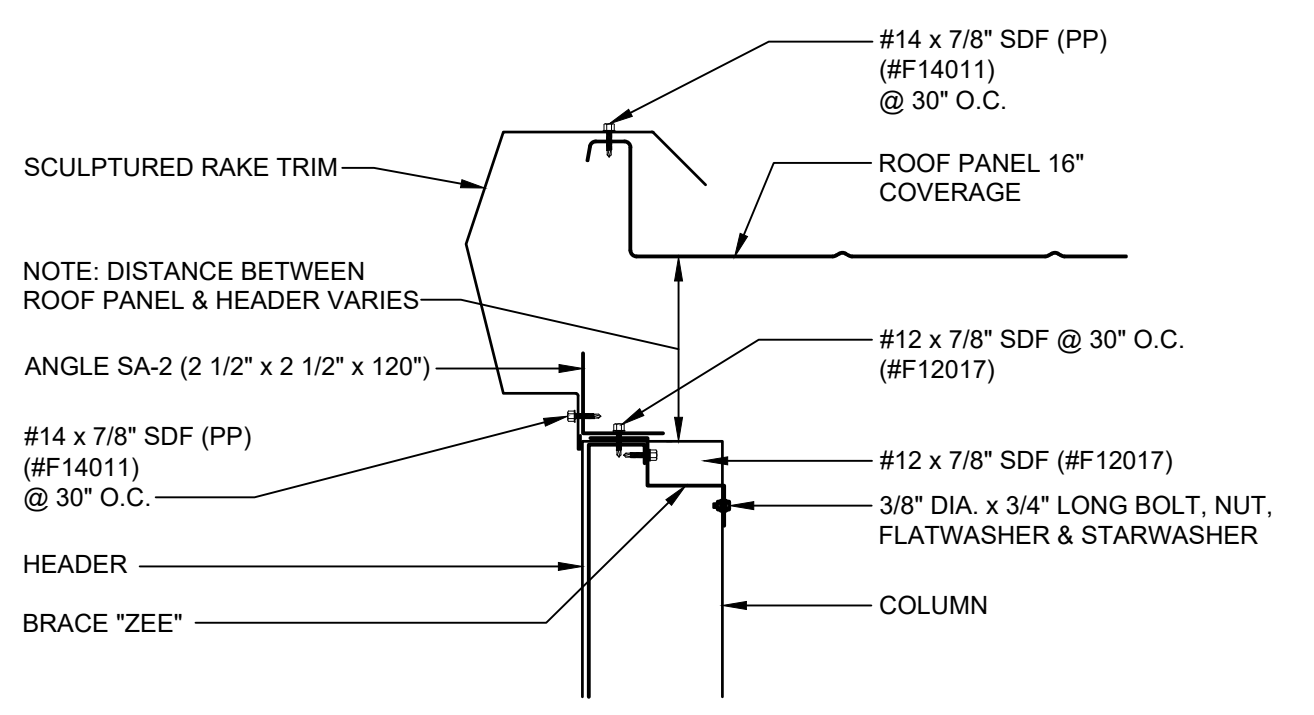 #14 x 7/8" SDF (PP)
(#F14011)
@ 30" O.C.
SCULPTURED RAKE TRIM
ROOF PANEL 16"
COVERAGE
NOTE: DISTANCE BETWEEN
ROOF PANEL & HEADER VARIES
#12 x 7/8" SDF @ 30" O.C.
(#F12017)
ANGLE SA-2 (2 1/2" x 2 1/2" x 120")
#14 x 7/8" SDF (PP)
(#F14011)
@ 30" O.C.
#12 x 7/8" SDF (#F12017)
3/8" DIA. x 3/4" LONG BOLT, NUT,
FLATWASHER & STARWASHER
HEADER
COLUMN
BRACE "ZEE"